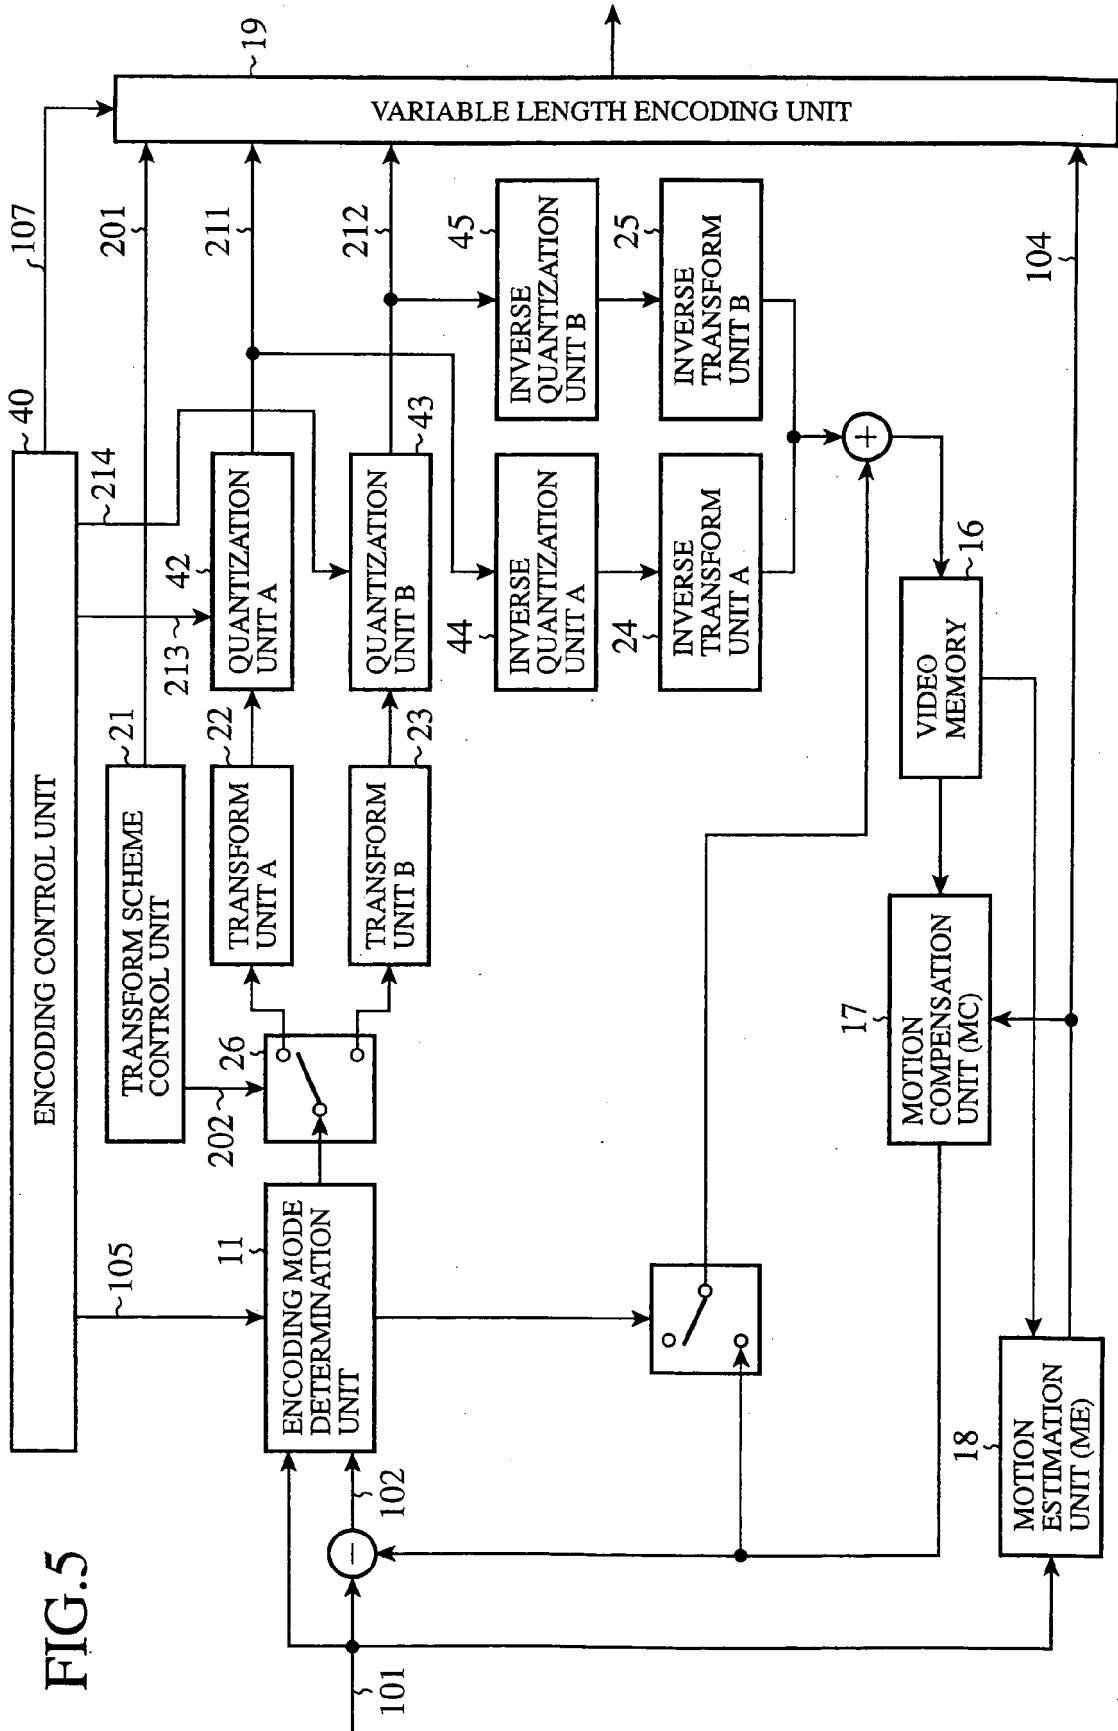 FIG.5
ENCODING CONTROL UNIT
40
107
19
VARIABLE LENGTH ENCODING UNIT
105
213
214
201
TRANSFORM SCHEME
CONTROL UNIT
21
202
26
101
102
ENCODING MODE
DETERMINATION
UNIT
11
TRANSFORM
UNIT A
22
QUANTIZATION
UNIT A
42
211
TRANSFORM
UNIT B
23
QUANTIZATION
UNIT B
43
212
INVERSE
QUANTIZATION
UNIT A
44
INVERSE
QUANTIZATION
UNIT B
45
INVERSE
TRANSFORM
UNIT A
24
INVERSE
TRANSFORM
UNIT B
25
−
+
VIDEO
MEMORY
16
MOTION
COMPENSATION
UNIT (MC)
17
MOTION
ESTIMATION
UNIT (ME)
18
104